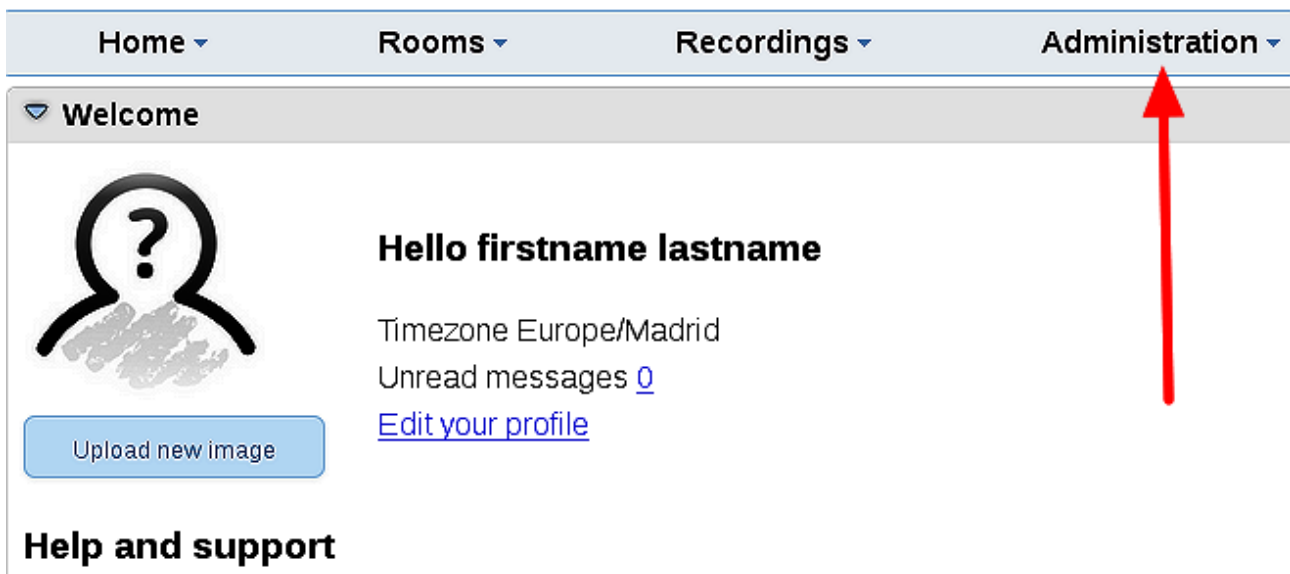 Home Rooms Recordings Administration
Welcome
?
Hello firstname lastname
Timezone Europe/Madrid
Unread messages 0
Edit your profile
Upload new image
Help and support